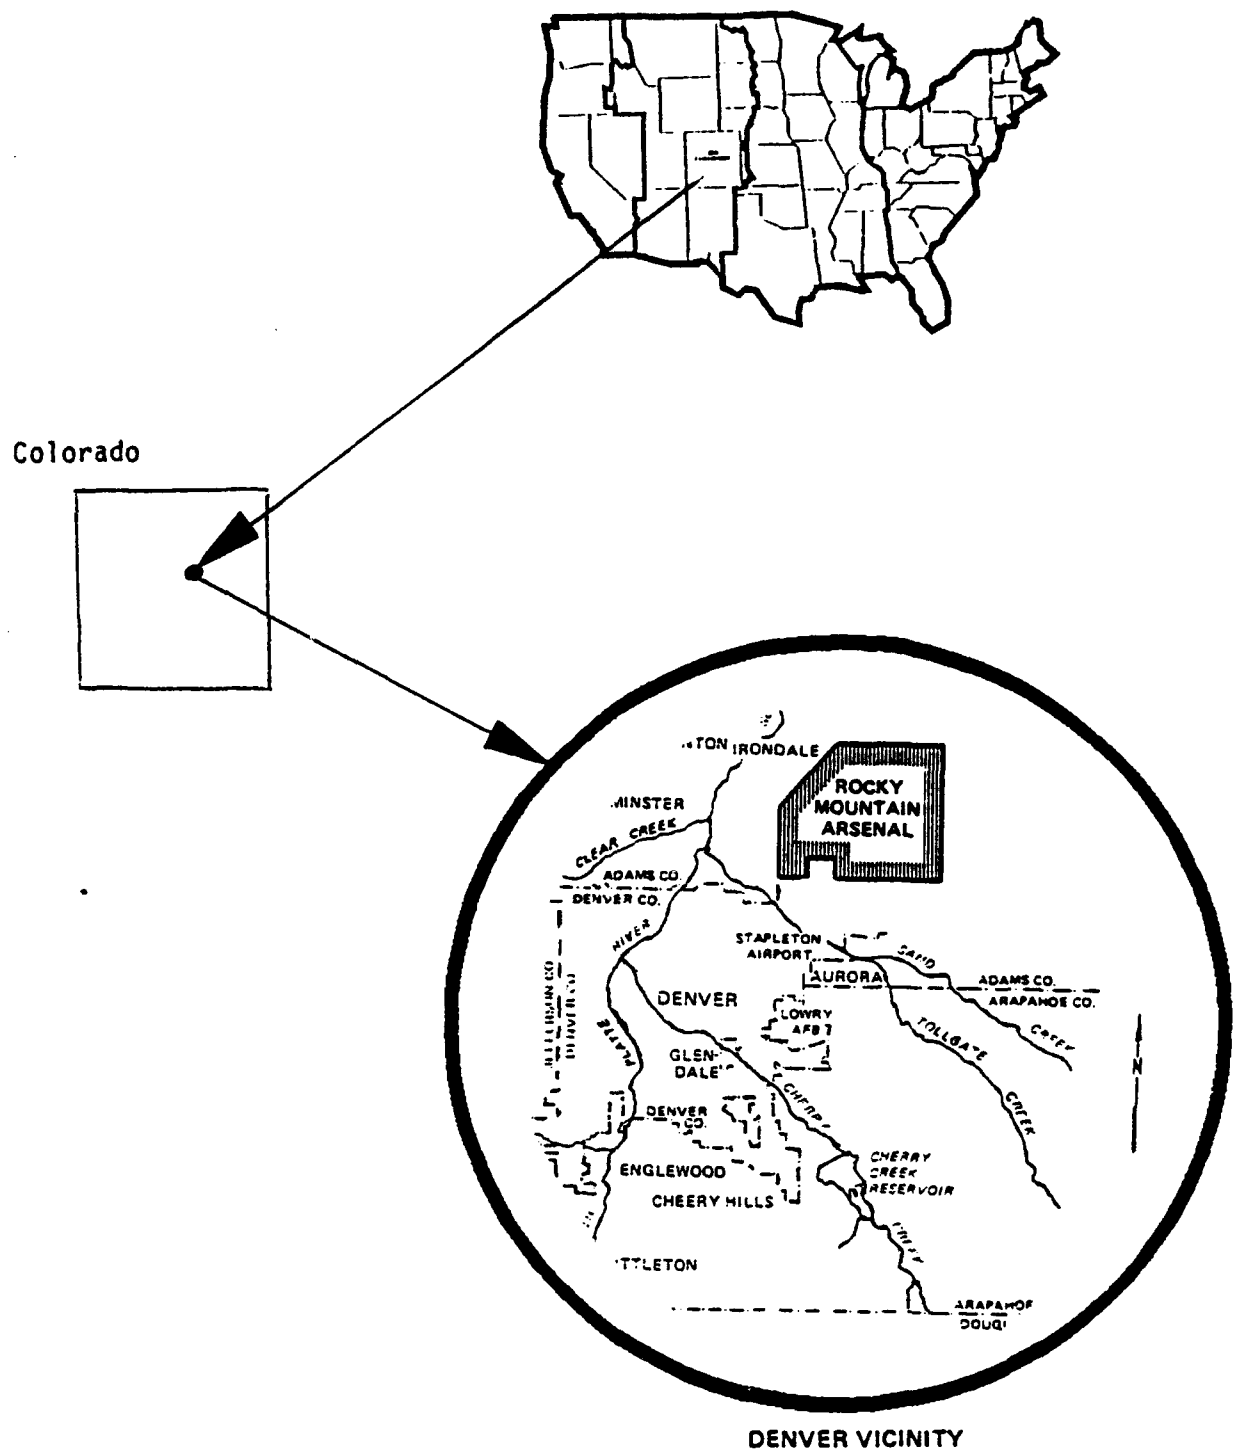 Colorado
IRONDALE
ROCKY
MOUNTAIN
ARSENAL
MINSTER
CLEAR CREEK
ADAMS CO.
DENVER CO.
RIVER
STAPLETON
AIRPORT
SAND
AURORA
ADAMS CO.
ARAPAHOE CO.
DENVER
LOWRY
AFB
PLATTE
TOLLGATE
CREEK
GLEN-
DALE
N
DENVER
CO.
CREEK
CHERRY
CREEK
RESERVOIR
ENGLEWOOD
CHEERY HILLS
TTLETON
DENVER VICINITY